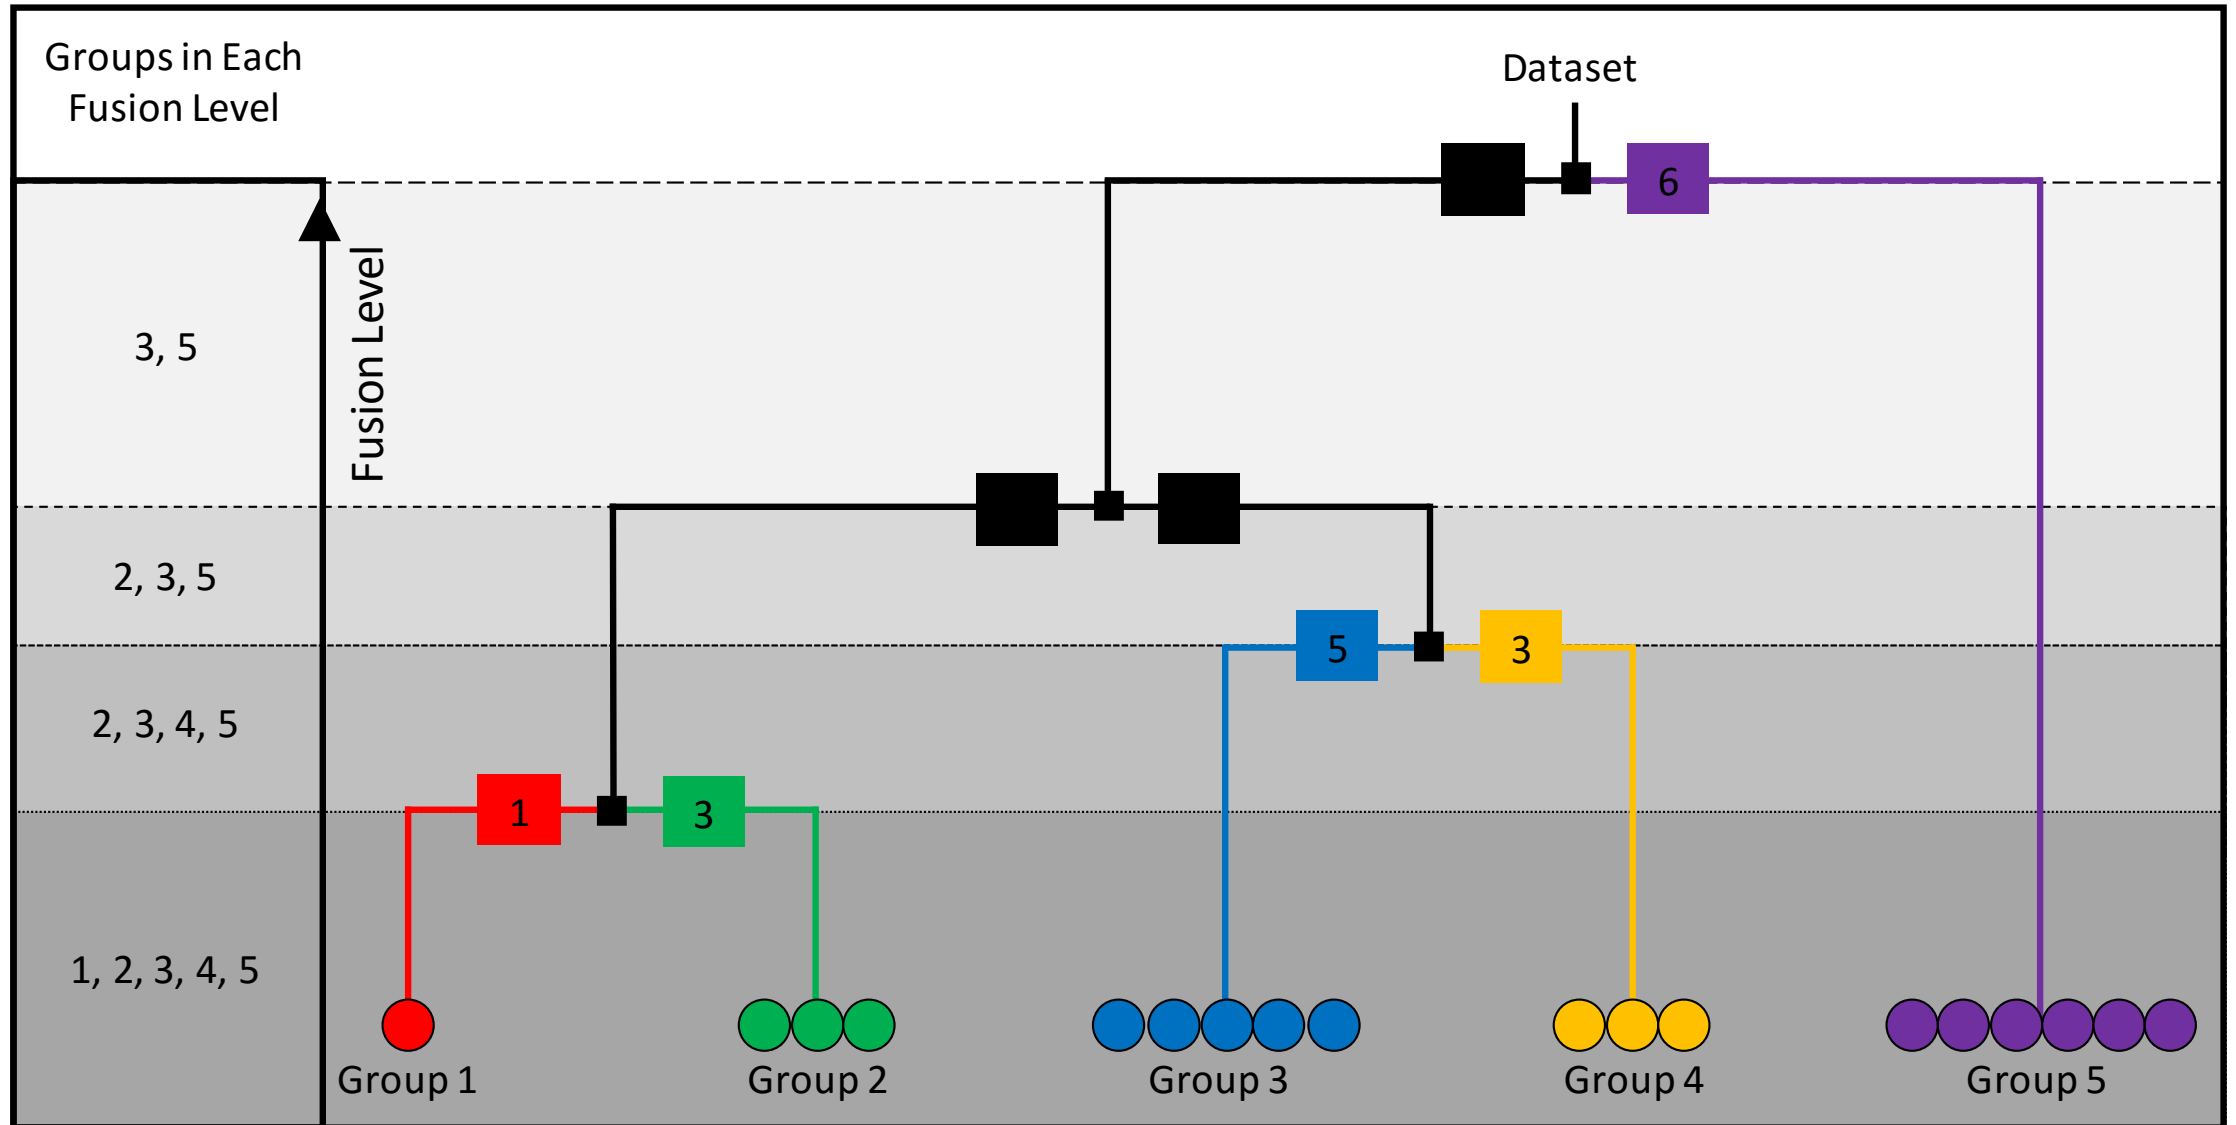 Groups in Each
Fusion Level
Dataset
6
Fusion Level
3, 5
2, 3, 5
5
3
2, 3, 4, 5
1
3
1, 2, 3, 4, 5
Group 1
Group 2
Group 3
Group 4
Group 5